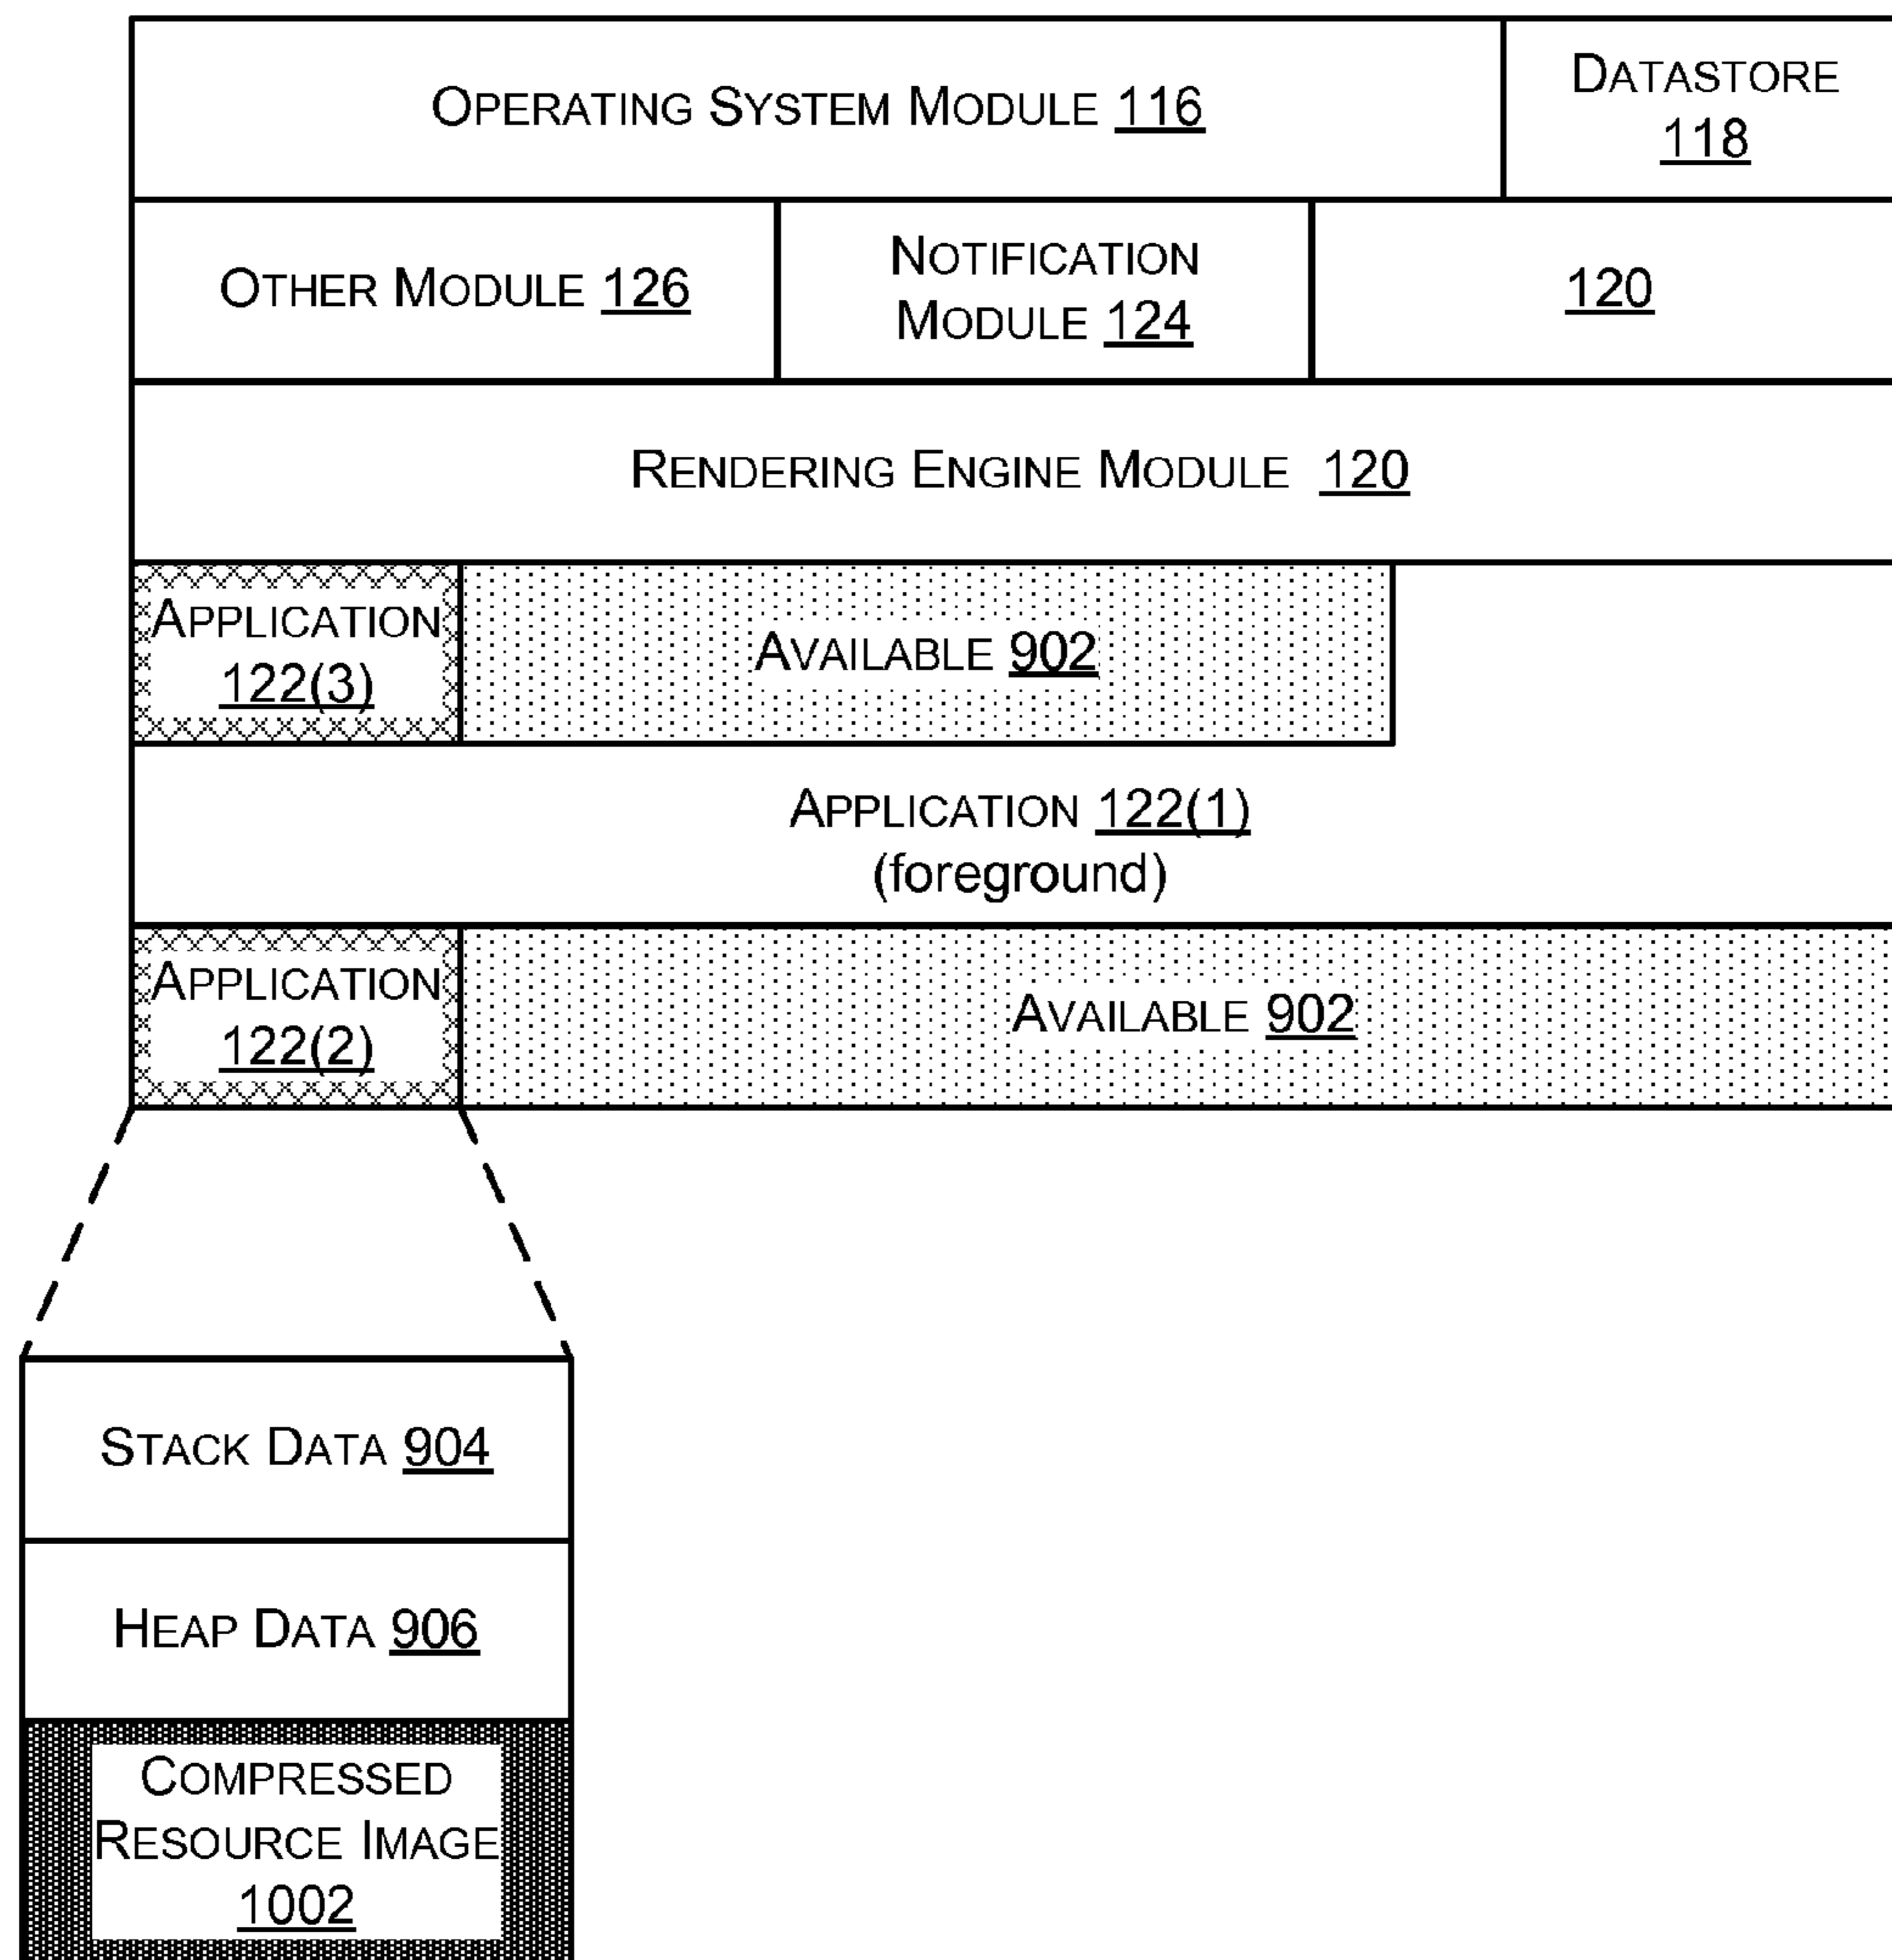 OPERATING SYSTEM MODULE 116
DATASTORE
118
OTHER MODULE 126
NOTIFICATION
MODULE 124
120
RENDERING ENGINE MODULE 120
APPLICATION
122(3)
AVAILABLE 902
APPLICATION 122(1)
(foreground)
APPLICATION
122(2)
AVAILABLE 902
STACK DATA 904
HEAP DATA 906
COMPRESSED
RESOURCE IMAGE
1002